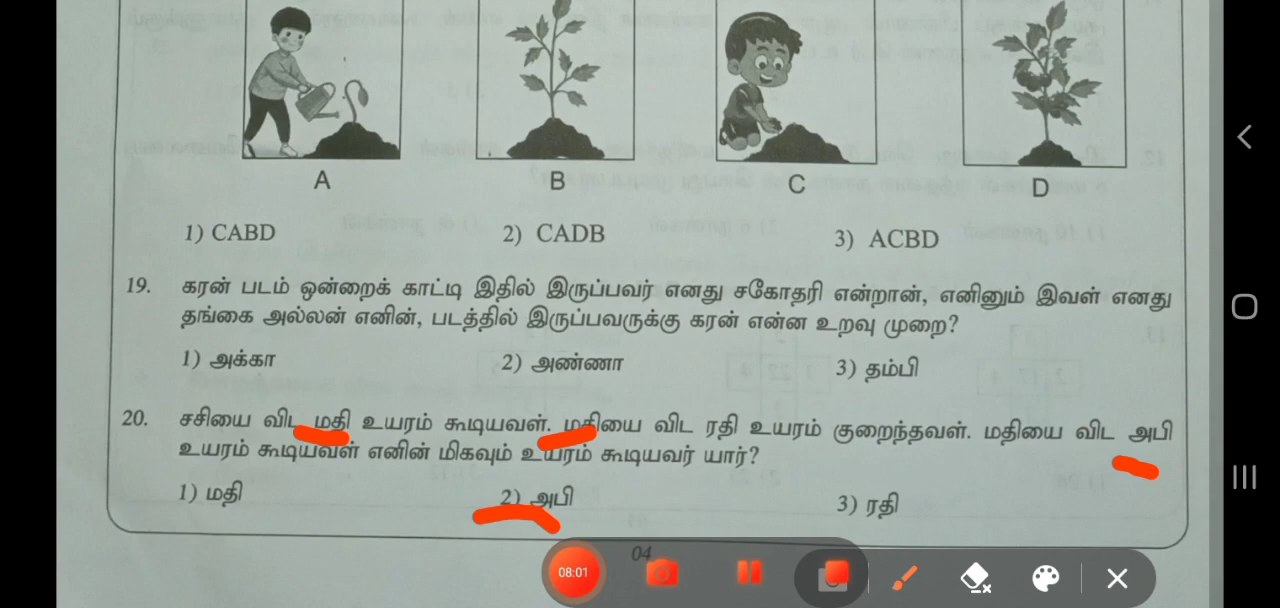 A B C D
1) CABD 2) CADB 3) ACBD
19. கரன் படம் ஒன்றைக் காட்டி இதில் இருப்பவர் எனது சகோதரி என்றான், எனினும் இவள் எனது
தங்கை அல்லன் எனின், படத்தில் இருப்பவருக்கு கரன் என்ன உறவு முறை?
1) அக்கா 2) அண்ணா 3) தம்பி
20. சசியை விட மதி உயரம் கூடியவள். மதியை விட ரதி உயரம் குறைந்தவள். மதியை விட அபி
உயரம் கூடியவள் எனின் மிகவும் உயரம் கூடியவர் யார்?
1) மதி 2) அபி 3) ரதி
04
08:01